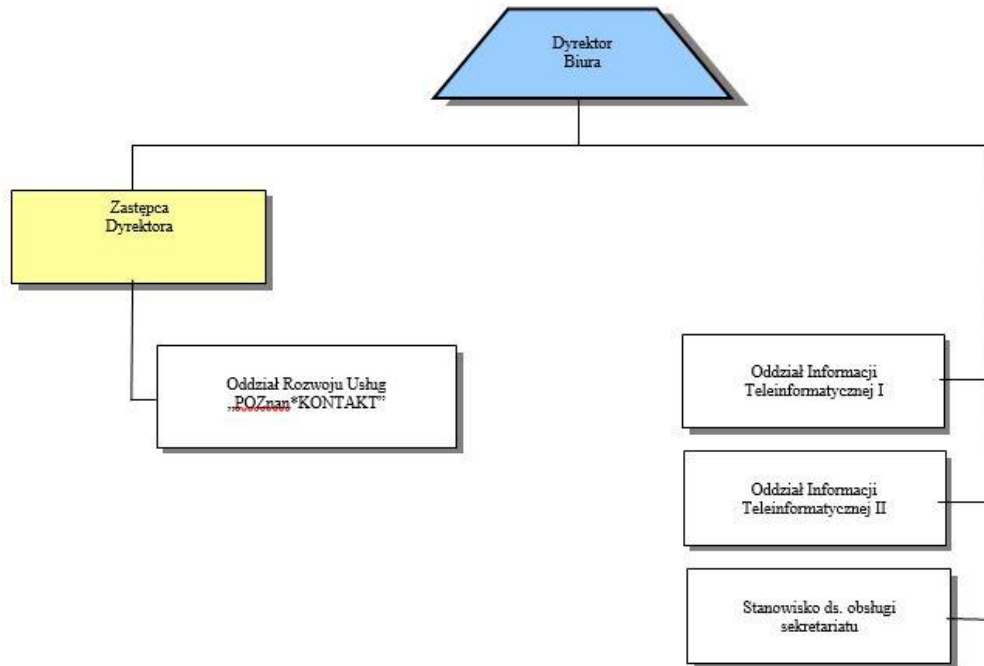 Dyrektor
Biura
Zastępca
Dyrektora
Oddział Rozwoju Usług
„POZnan*KONTAKT”
Oddział Informacji
Teleinformatycznej I
Oddział Informacji
Teleinformatycznej II
Stanowisko ds. obsługi
sekretariatu